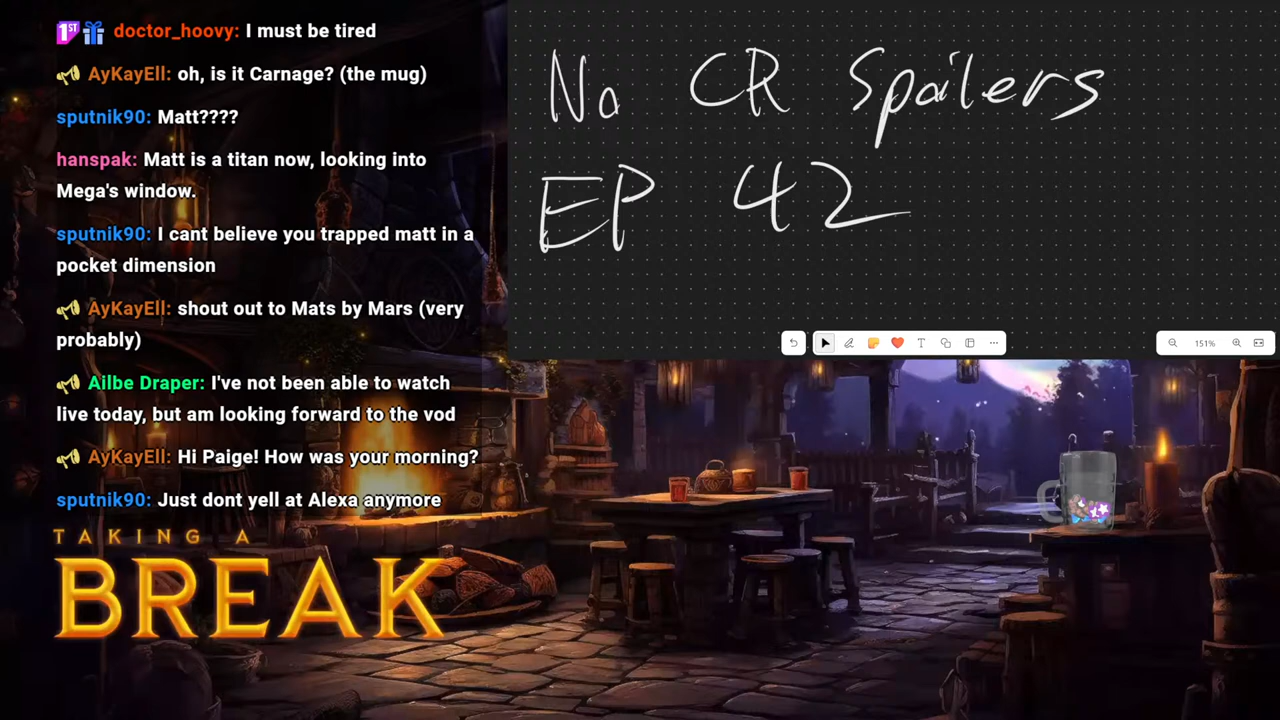 doctor_hoovy: I must be tired
AyKayEll: oh, is it Carnage? (the mug)
sputnik90: Matt????
hanspak: Matt is a titan now, looking into
Mega's window.
sputnik90: I cant believe you trapped matt in a
pocket dimension
AyKayEll: shout out to Mats by Mars (very
probably)
Ailbe Draper: I've not been able to watch
live today, but am looking forward to the vod
AyKayEll: Hi Paige! How was your morning?
sputnik90: Just dont yell at Alexa anymore
TAKING A
BREAK
No CR Spoilers
EP 42
151%